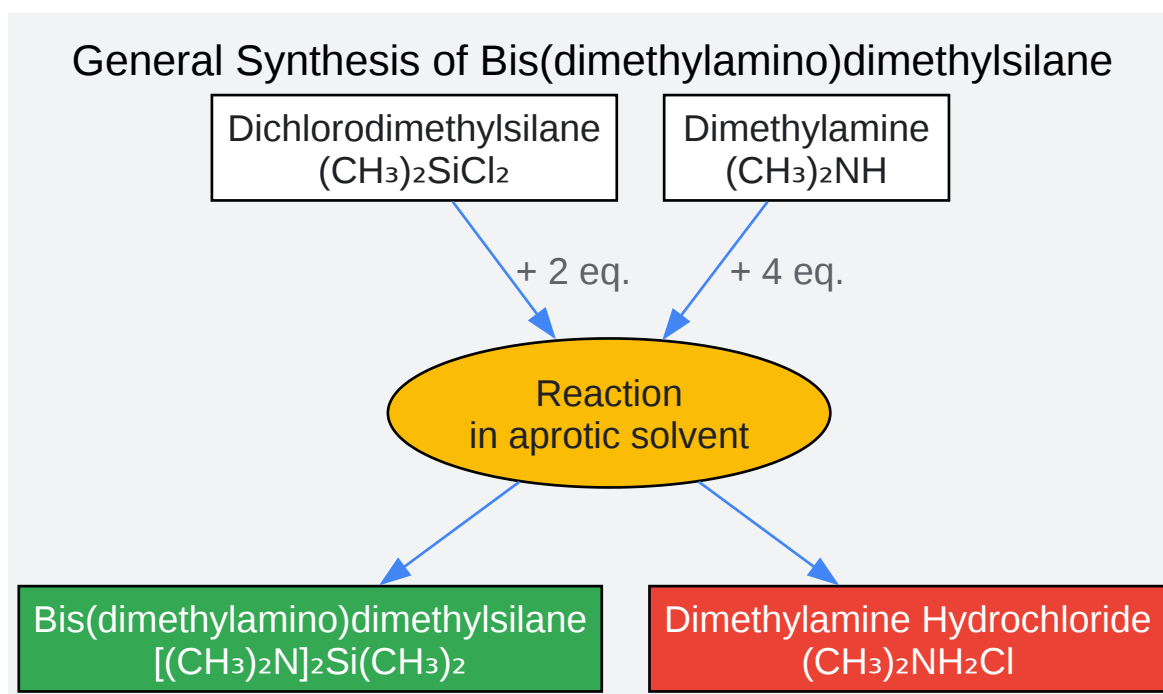 General Synthesis of Bis(dimethylamino)dimethylsilane
Dichlorodimethylsilane
(CH₃)₂SiCl₂
Dimethylamine
(CH₃)₂NH
+ 2 eq.
+ 4 eq.
Reaction
in aprotic solvent
Bis(dimethylamino)dimethylsilane
[(CH₃)₂N]₂Si(CH₃)₂
Dimethylamine Hydrochloride
(CH₃)₂NH₂Cl